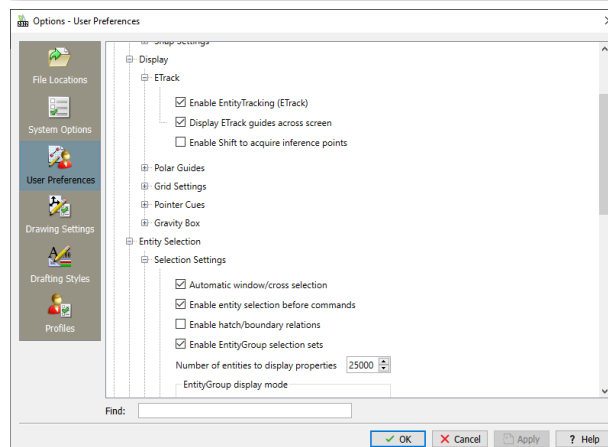 Options - User Preferences
File Locations
System Options
User Preferences
Drawing Settings
Drafting Styles
Profiles
Snap Settings
Display
ETrack
Enable EntityTracking (ETrack)
Display ETrack guides across screen
Enable Shift to acquire inference points
Polar Guides
Grid Settings
Pointer Cues
Gravity Box
Entity Selection
Selection Settings
Automatic window/cross selection
Enable entity selection before commands
Enable hatch/boundary relations
Enable EntityGroup selection sets
Number of entities to display properties 25000
EntityGroup display mode
Find:
OK Cancel Apply ? Help